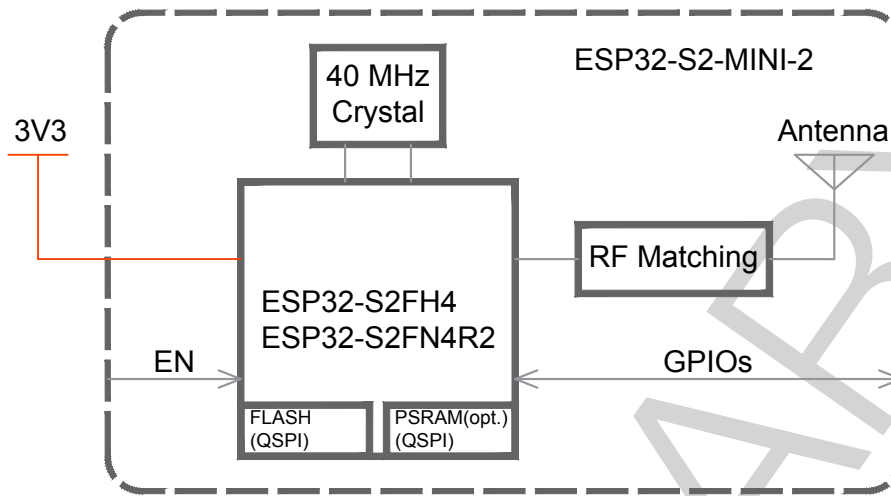 ESP32-S2-MINI-2
40 MHz
Crystal
3V3
Antenna
RF Matching
ESP32-S2FH4
ESP32-S2FN4R2
EN
GPIOs
FLASH
(QSPI)
PSRAM(opt.)
(QSPI)